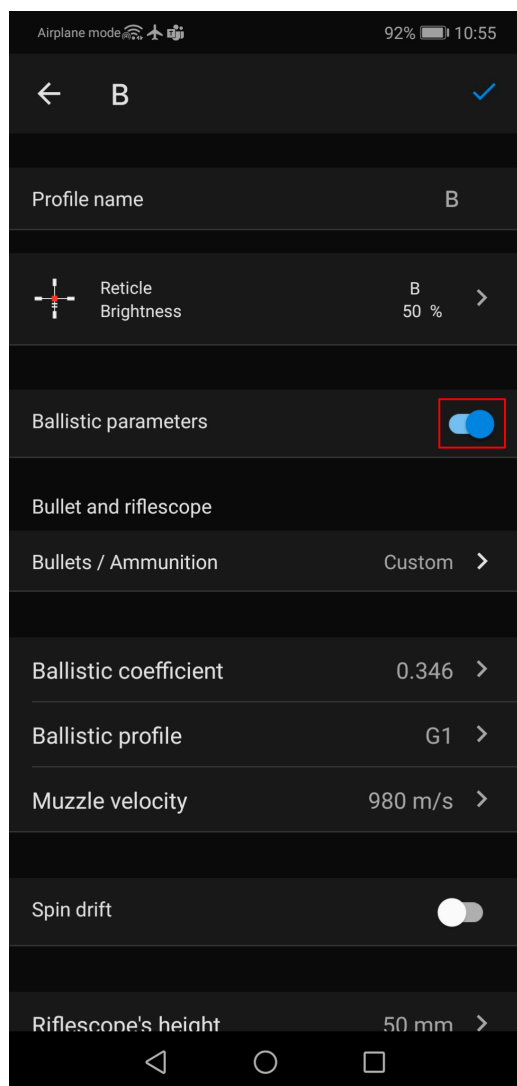 Airplane mode 92% 10:55
B
Profile name B
Reticle B
Brightness 50 %
Ballistic parameters
Bullet and riflescope
Bullets / Ammunition Custom
Ballistic coefficient 0.346
Ballistic profile G1
Muzzle velocity 980 m/s
Spin drift
Riflescope's height 50 mm